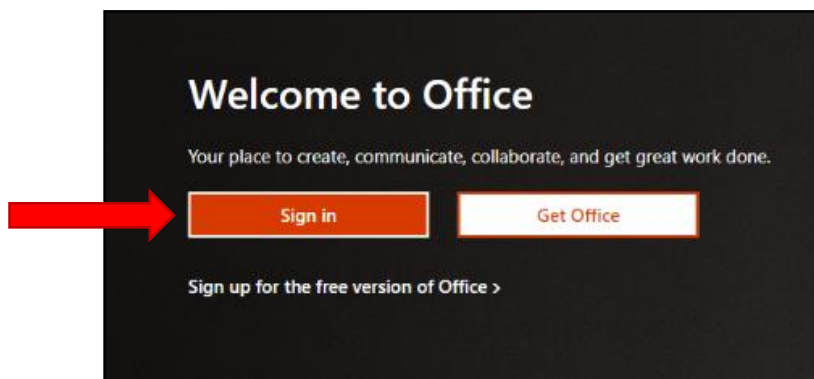 Welcome to Office
Your place to create, communicate, collaborate, and get great work done.
Sign in
Get Office
Sign up for the free version of Office >